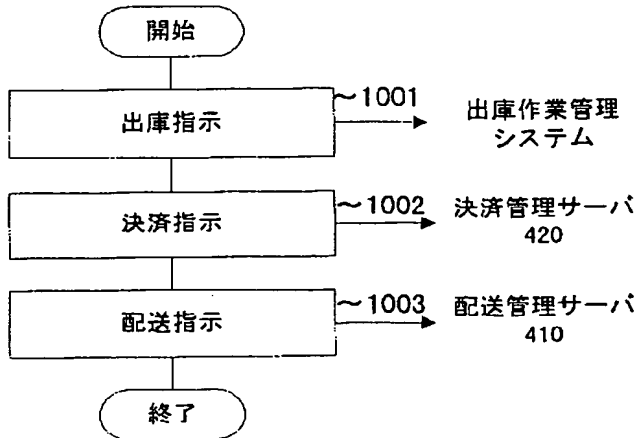 開始
出庫指示
～1001
出庫作業管理
システム
決済指示
～1002
決済管理サーバ
420
配送指示
～1003
配送管理サーバ
410
終了